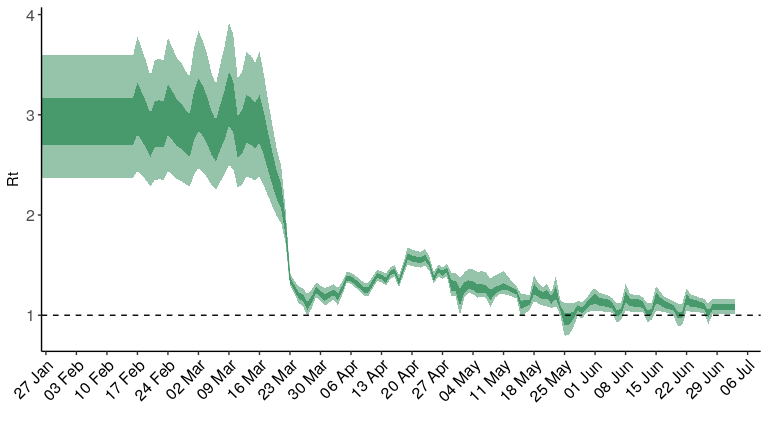 4
3
2
1
Rt
27 Jan
03 Feb
10 Feb
17 Feb
24 Feb
02 Mar
09 Mar
16 Mar
23 Mar
30 Mar
06 Apr
13 Apr
20 Apr
27 Apr
04 May
11 May
18 May
25 May
01 Jun
08 Jun
15 Jun
22 Jun
29 Jun
06 Jul